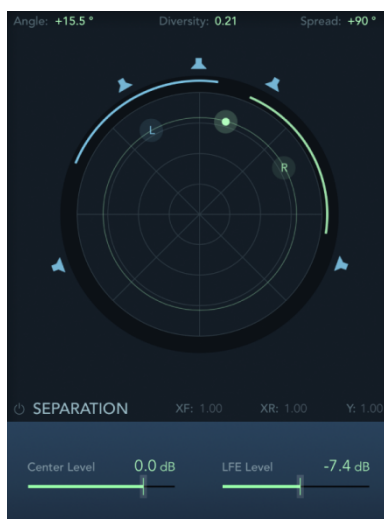 Angle: +15.5 ° Diversity: 0.21 Spread: +90 °
L
R
SEPARATION XF: 1.00 XR: 1.00 Y: 1.00
Center Level 0.0 dB LFE Level -7.4 dB